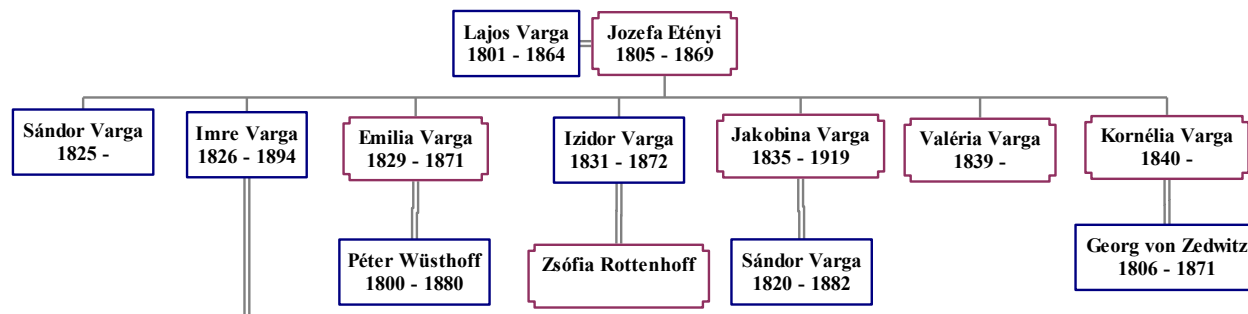 Lajos Varga
1801 - 1864
Jozefa Etényi
1805 - 1869
Sándor Varga
1825 -
Imre Varga
1826 - 1894
Emilia Varga
1829 - 1871
Izidor Varga
1831 - 1872
Jakobina Varga
1835 - 1919
Valéria Varga
1839 -
Kornélia Varga
1840 -
Péter Wüsthoff
1800 - 1880
Zsófia Rottenhoff
Sándor Varga
1820 - 1882
Georg von Zedwitz
1806 - 1871